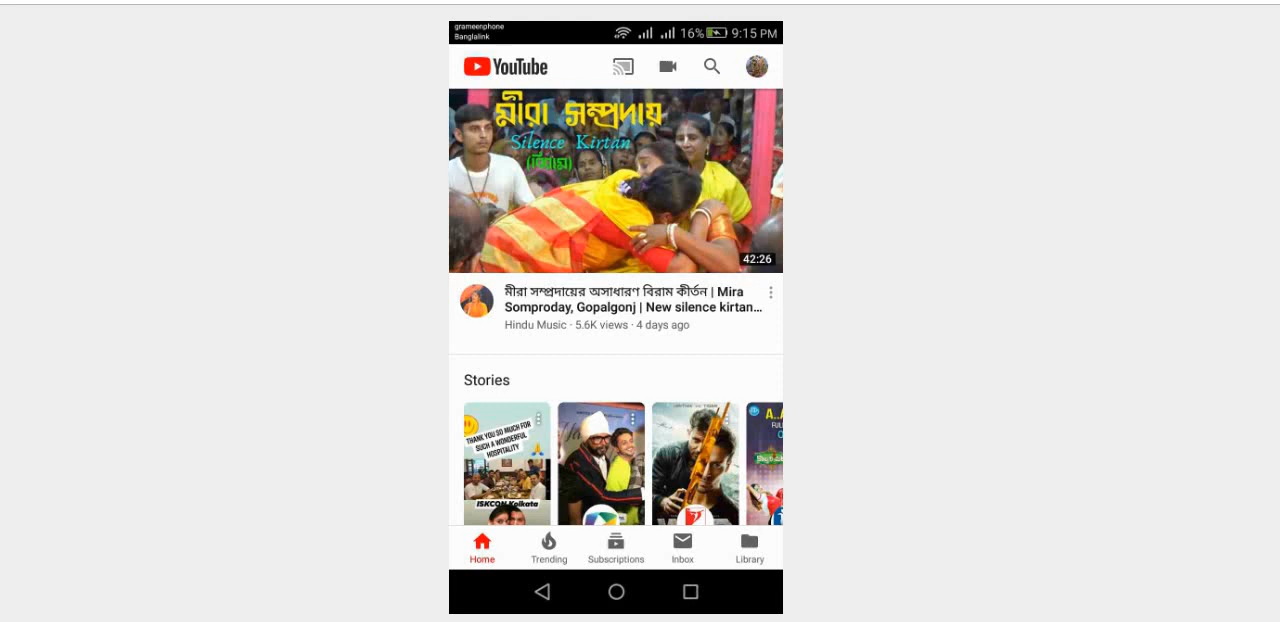 grameenphone
Banglalink
16%
9:15 PM
YouTube
মীরা সম্প্রদায়
Silence Kirtan
(বিরাম)
42:26
মীরা সম্প্রদায়ের অসাধারণ বিরাম কীর্তন | Mira
Somproday, Gopalgonj | New silence kirtan...
Hindu Music · 5.6K views · 4 days ago
Stories
THANK YOU SO MUCH FOR
SUCH A WONDERFUL
HOSPITALITY
ISKCON Kolkata
A..A
Home
Trending
Subscriptions
Inbox
Library